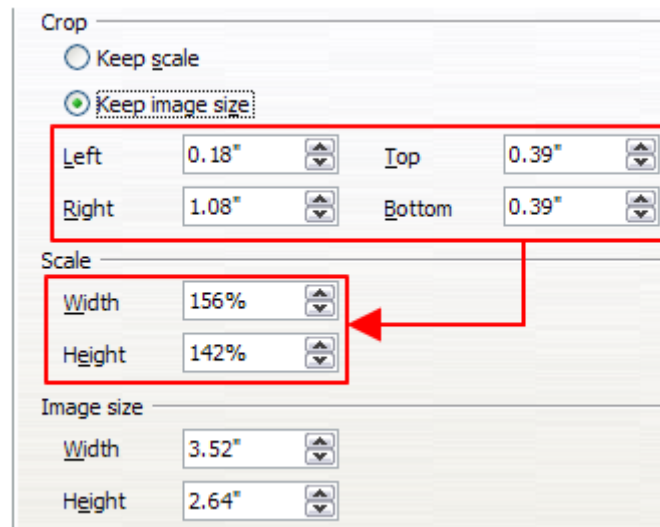 Crop
Keep scale
Keep image size
Left 0.18" Top 0.39"
Right 1.08" Bottom 0.39"
Scale
Width 156%
Height 142%
Image size
Width 3.52"
Height 2.64"